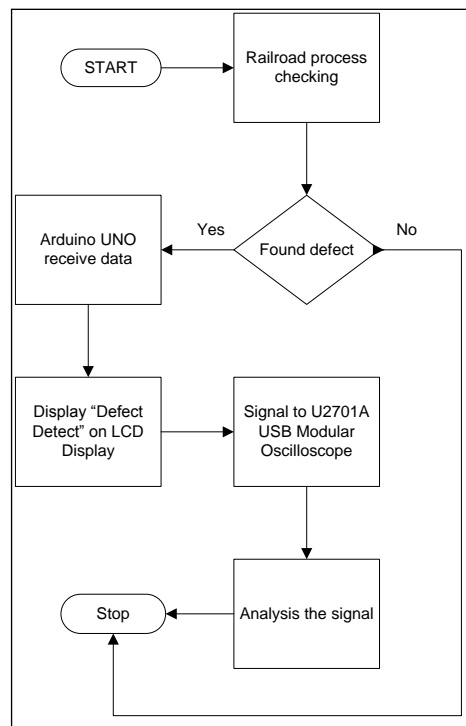 START
Railroad process
checking
Found defect
Yes
No
Arduino UNO
receive data
Display “Defect
Detect” on LCD
Display
Signal to U2701A
USB Modular
Oscilloscope
Analysis the signal
Stop